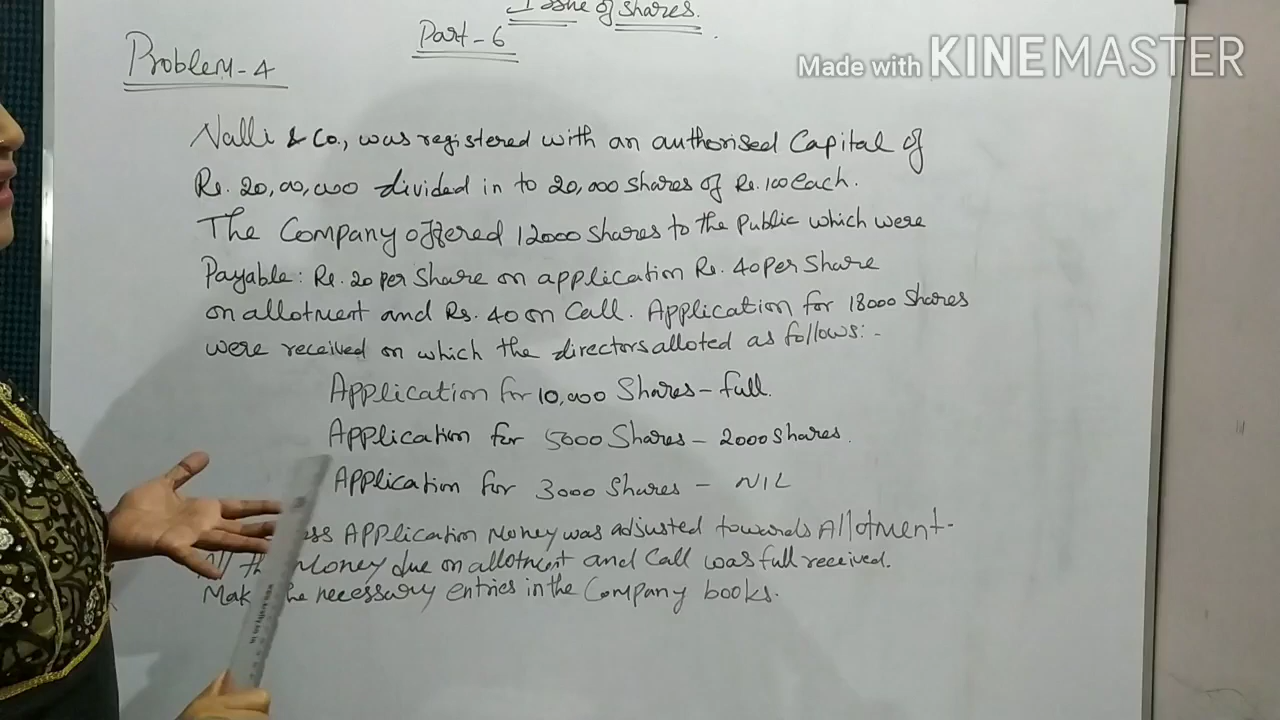 Issue of Shares.
Part-6
Made with KINEMASTER
Problem-4
Nalli & Co., was registered with an authorised Capital of
Rs. 20,00,000 divided in to 20,000 shares of Rs. 100 each.
The Company offered 12000 shares to the public which were
Payable: Rs. 20 per share on application Rs. 40 per share
on allotment and Rs. 40 on Call. Application for 18000 shares
were received on which the directors alloted as follows:-
Application for 10,000 Shares - full.
Application for 5000 Shares - 2000 shares.
Application for 3000 shares - NIL
Application Money was adjusted towards Allotment-
Money due on allotment and Call was full received.
necessary entries in the Company books.